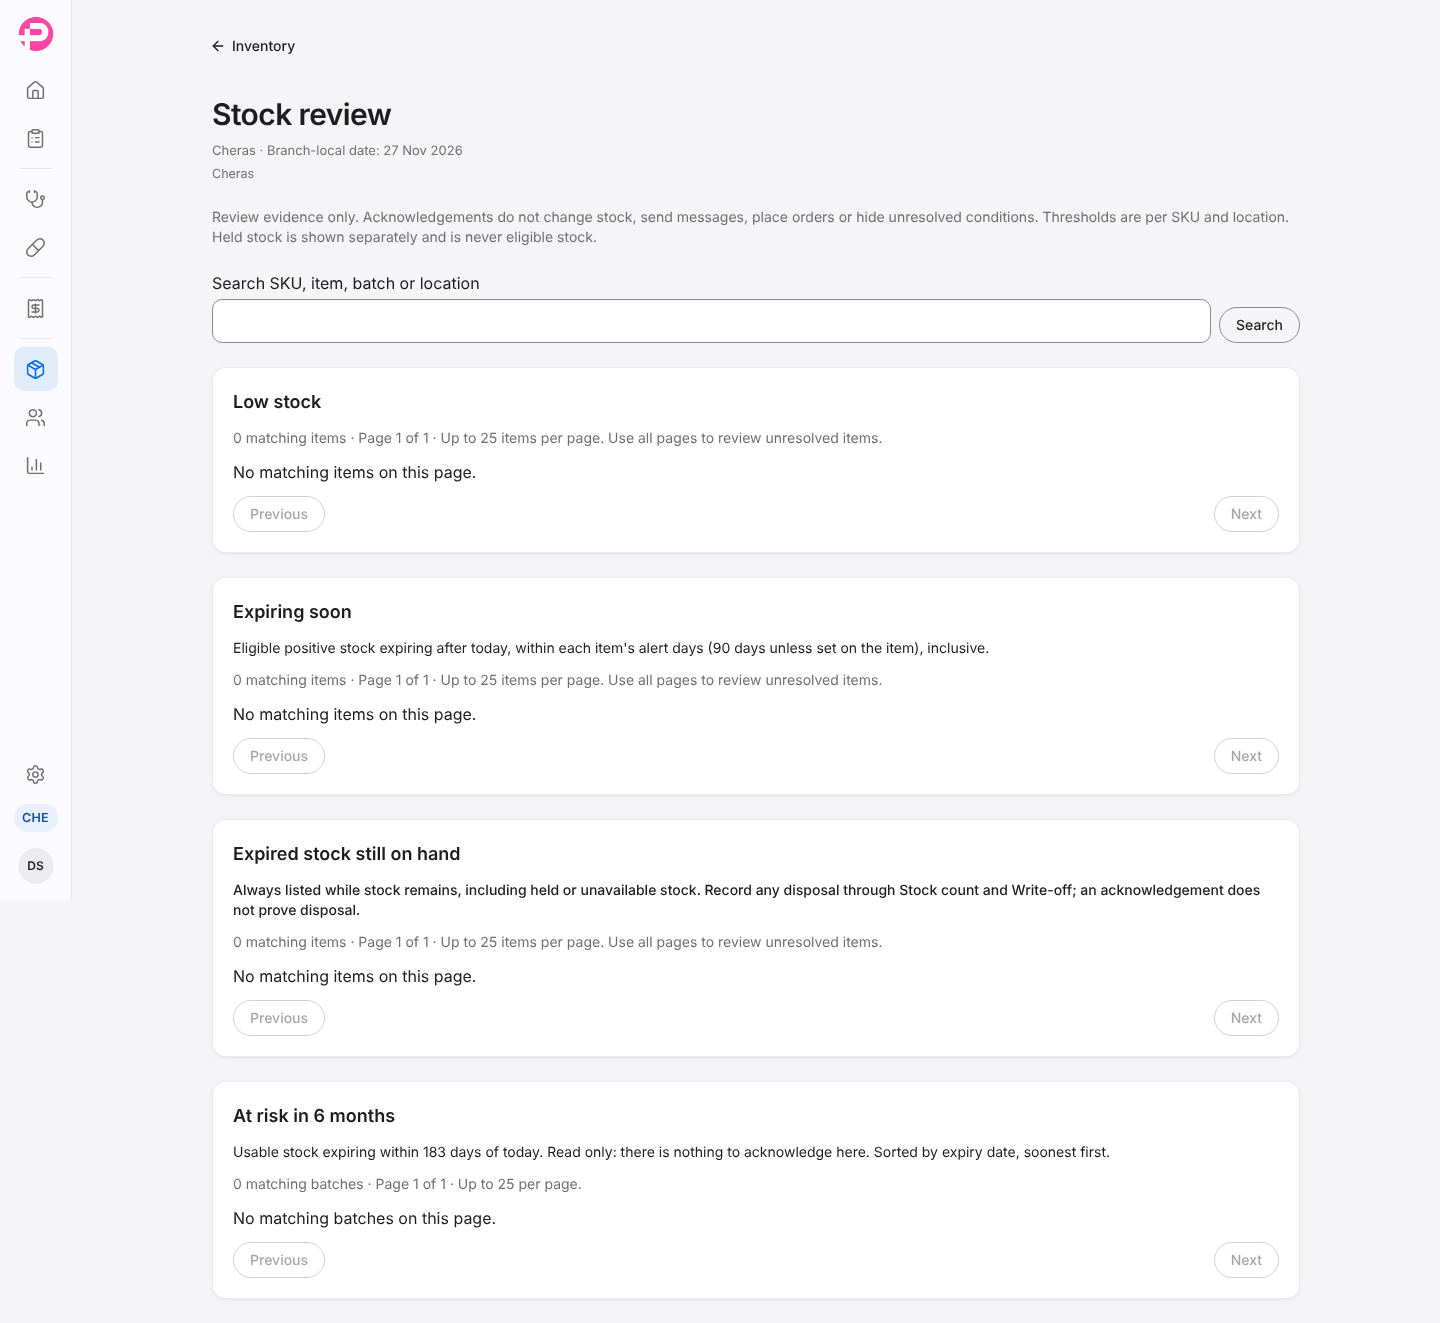 Inventory
Stock review
Cheras · Branch-local date: 27 Nov 2026
Cheras
Review evidence only. Acknowledgements do not change stock, send messages, place orders or hide unresolved conditions. Thresholds are per SKU and location.
Held stock is shown separately and is never eligible stock.
Search SKU, item, batch or location
Search
Low stock
0 matching items · Page 1 of 1 · Up to 25 items per page. Use all pages to review unresolved items.
No matching items on this page.
Previous
Next
Expiring soon
Eligible positive stock expiring after today, within each item's alert days (90 days unless set on the item), inclusive.
0 matching items · Page 1 of 1 · Up to 25 items per page. Use all pages to review unresolved items.
No matching items on this page.
Previous
Next
Expired stock still on hand
Always listed while stock remains, including held or unavailable stock. Record any disposal through Stock count and Write-off; an acknowledgement does
not prove disposal.
0 matching items · Page 1 of 1 · Up to 25 items per page. Use all pages to review unresolved items.
No matching items on this page.
Previous
Next
At risk in 6 months
Usable stock expiring within 183 days of today. Read only: there is nothing to acknowledge here. Sorted by expiry date, soonest first.
0 matching batches · Page 1 of 1 · Up to 25 per page.
No matching batches on this page.
Previous
Next
CHE
DS